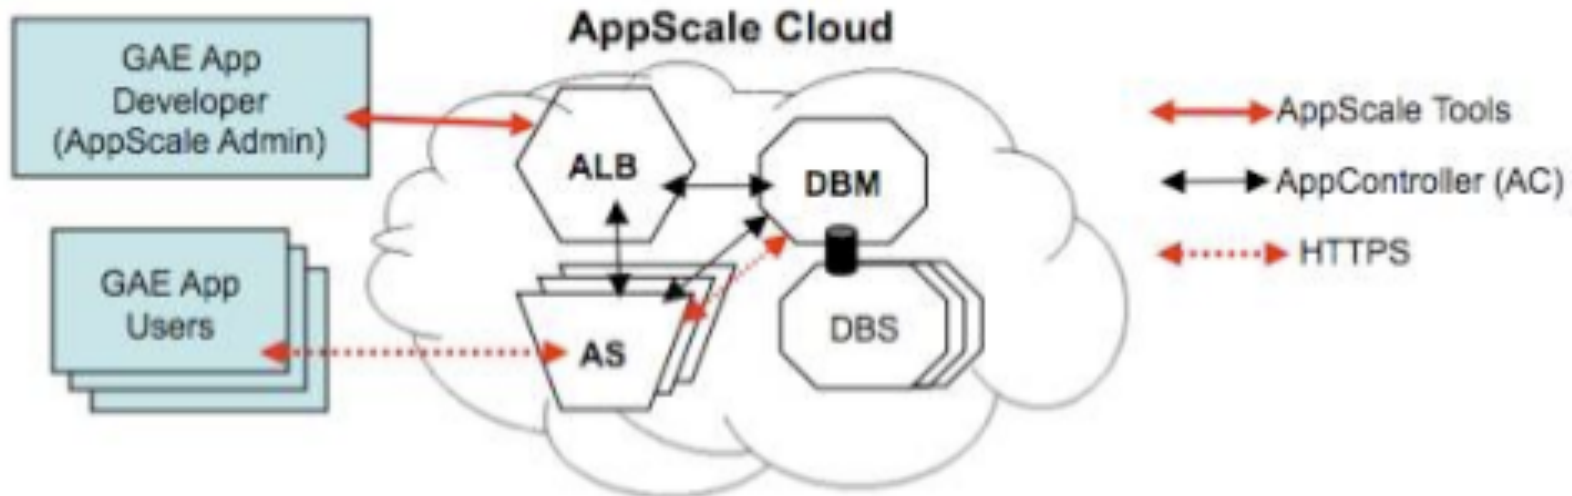 AppScale Cloud
GAE App
Developer
(AppScale Admin)
GAE App
Users
ALB
DBM
AS
DBS
AppScale Tools
AppController (AC)
HTTPS